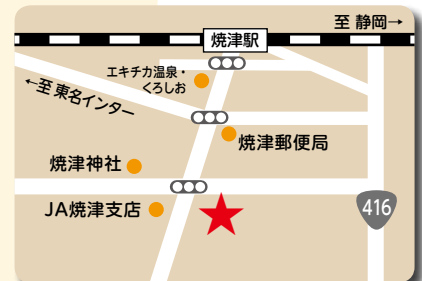 至 静岡→
焼津駅
エキチカ温泉・
くろしお
←至 東名インター
焼津郵便局
焼津神社
JA焼津支店
416